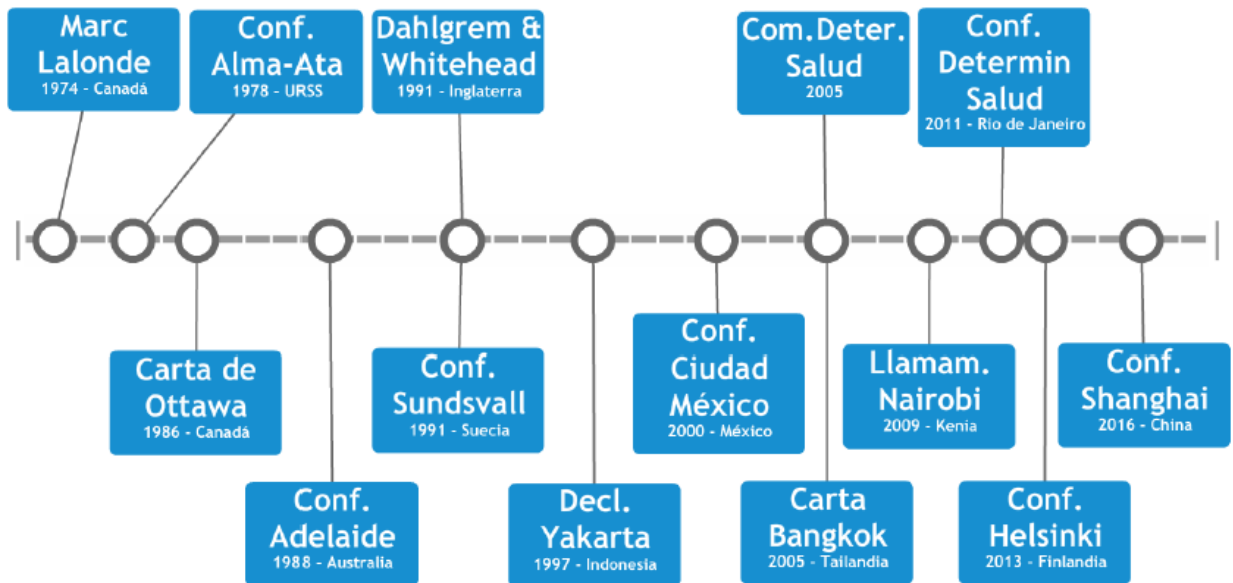 Marc
Lalonde
1974 - Canadá
Conf.
Alma-Ata
1978 - URSS
Dahlgrem &
Whitehead
1991 - Inglaterra
Com.Deter.
Salud
2005
Conf.
Determin
Salud
2011 - Rio de Janeiro
Carta de
Ottawa
1986 - Canadá
Conf.
Adelaide
1988 - Australia
Conf.
Sundsvall
1991 - Suecia
Decl.
Yakarta
1997 - Indonesia
Conf.
Ciudad
México
2000 - México
Carta
Bangkok
2005 - Tailandia
Llamam.
Nairobi
2009 - Kenia
Conf.
Helsinki
2013 - Finlandia
Conf.
Shanghai
2016 - China